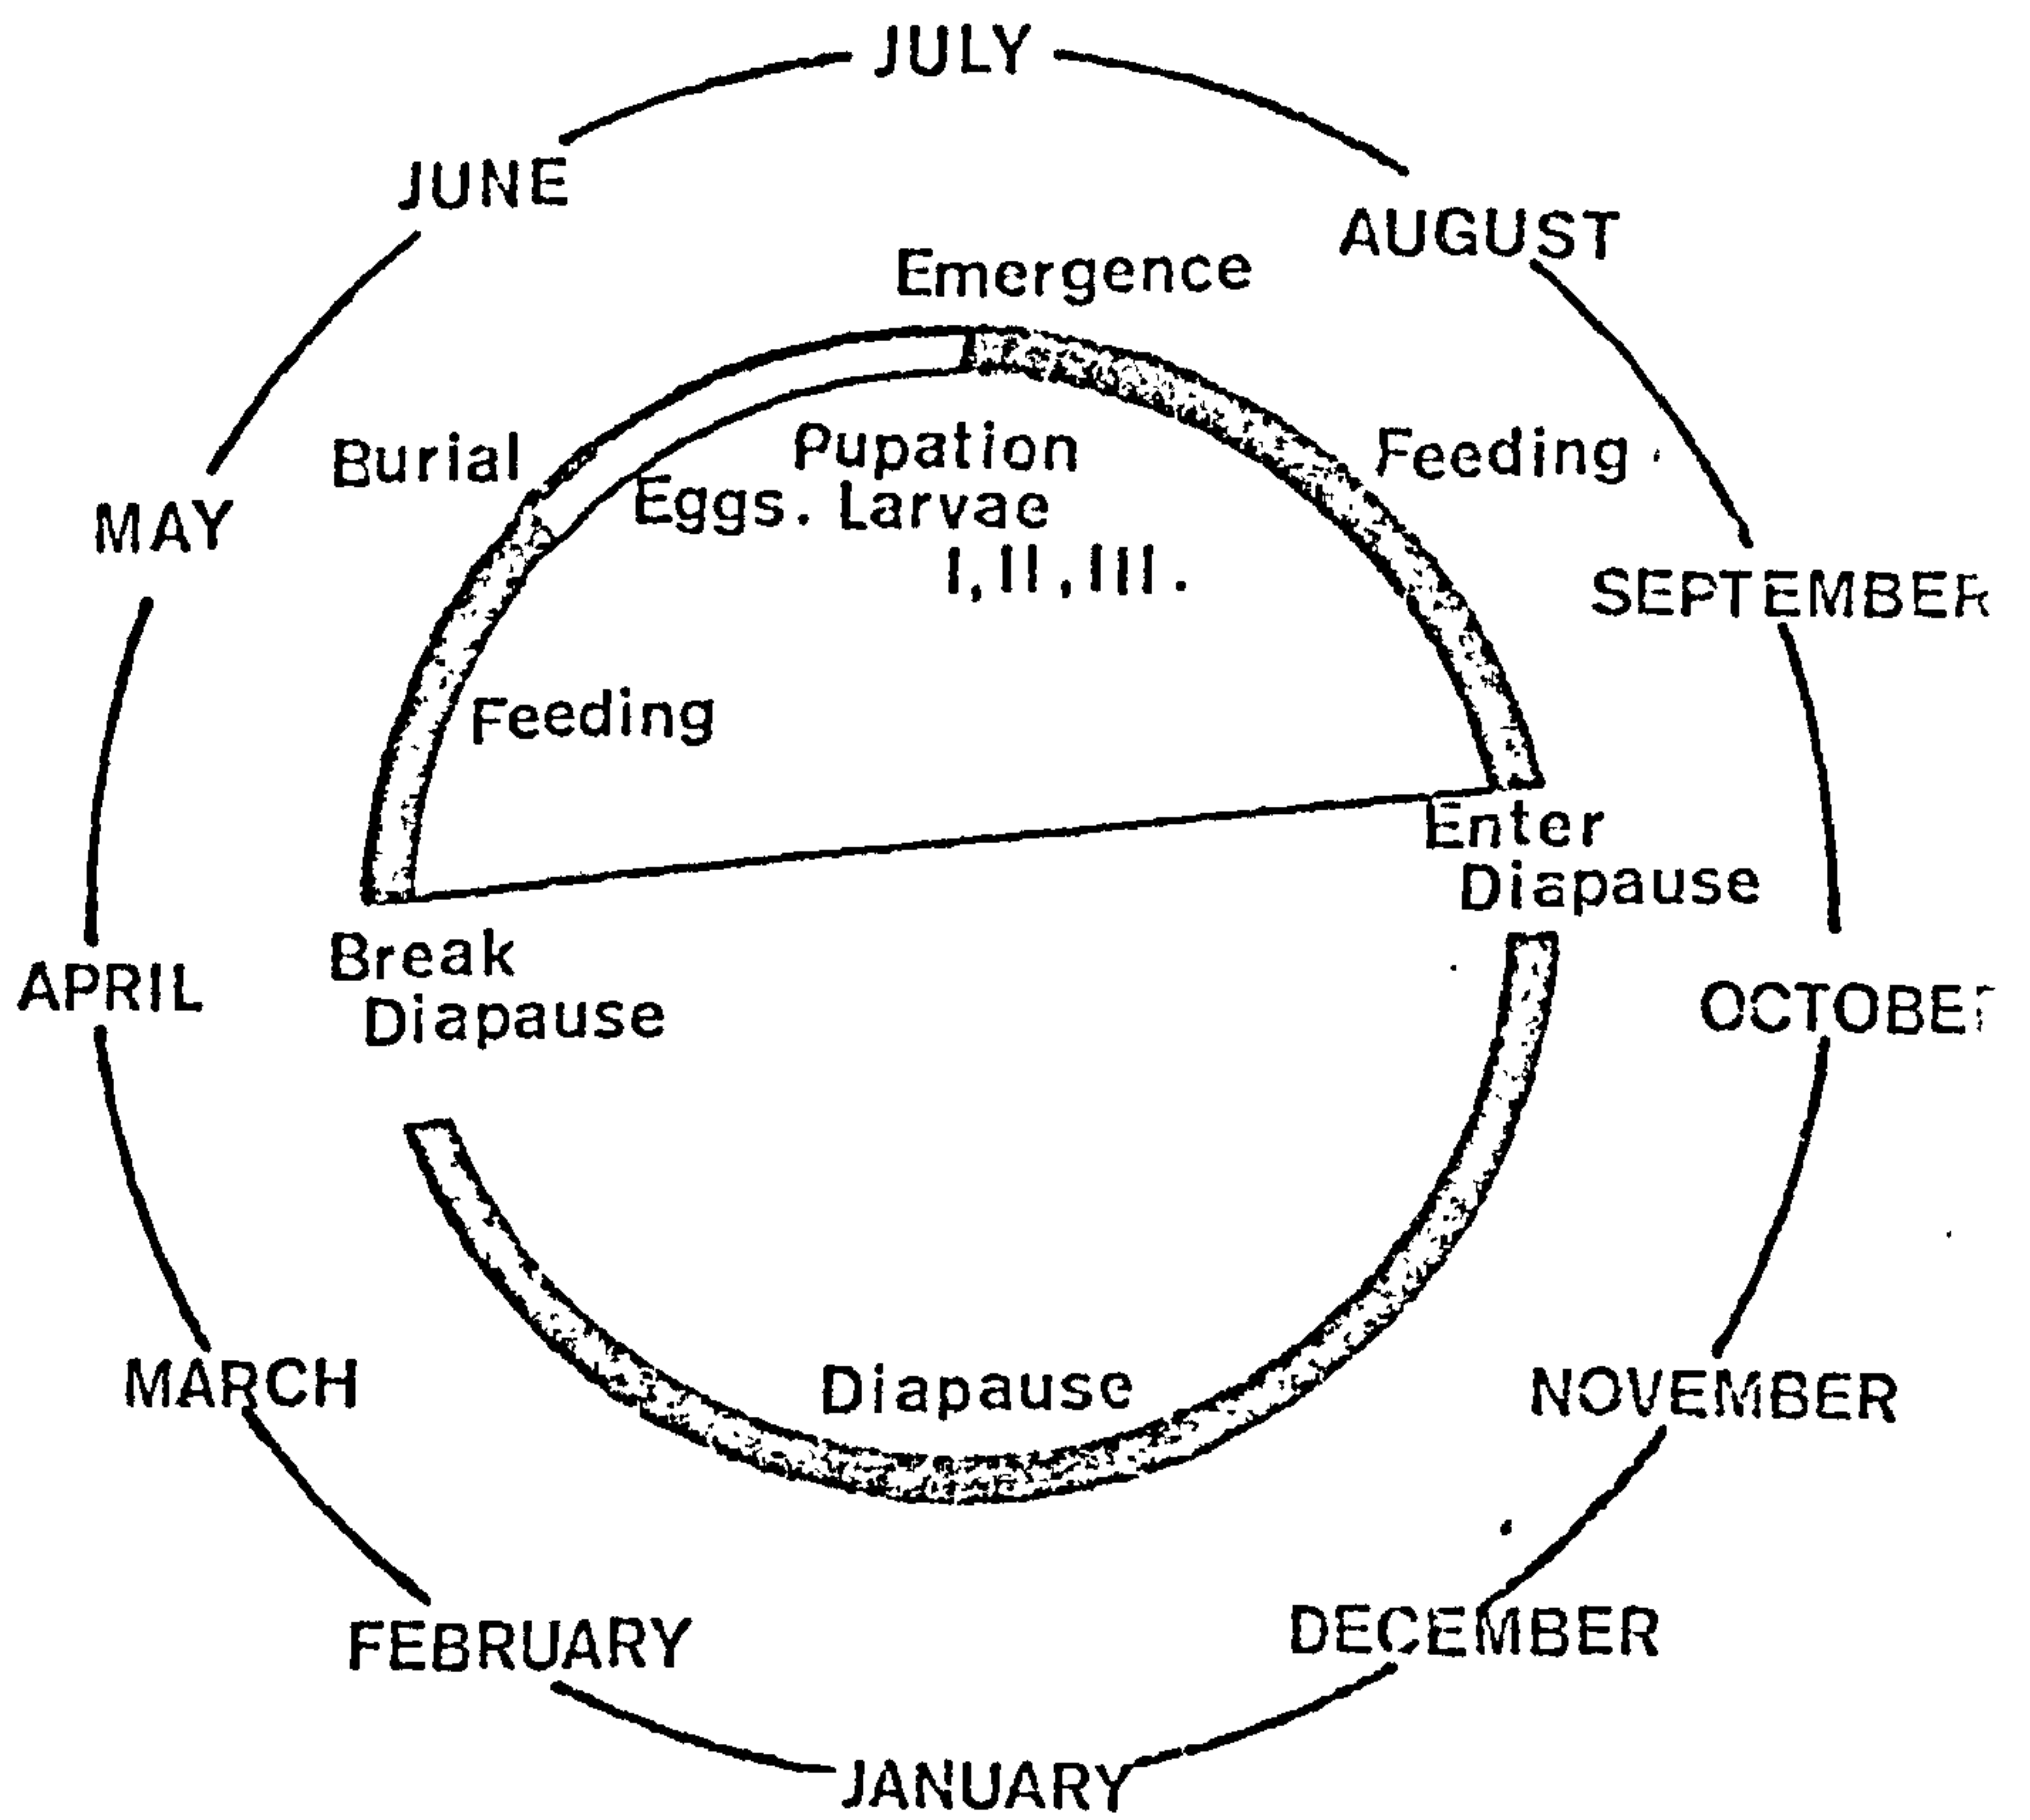 JULY
JUNE
AUGUST
Emergence
Burial
Pupation
Feeding
Eggs. Larvae
I, II, III.
MAY
SEPTEMBER
Feeding
Enter
Diapause
Break
Diapause
APRIL
OCTOBER
MARCH
Diapause
NOVEMBER
FEBRUARY
DECEMBER
JANUARY